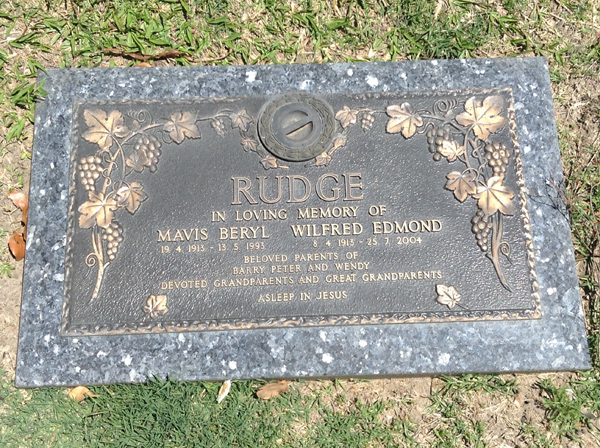 RUDGE
IN LOVING MEMORY OF
MAVIS BERYL WILFRED EDMOND
19.4.1913 - 13.5.1993 8.4.1913 - 25.7.2004
BELOVED PARENTS OF
BARRY PETER AND WENDY
DEVOTED GRANDPARENTS AND GREAT GRANDPARENTS
ASLEEP IN JESUS